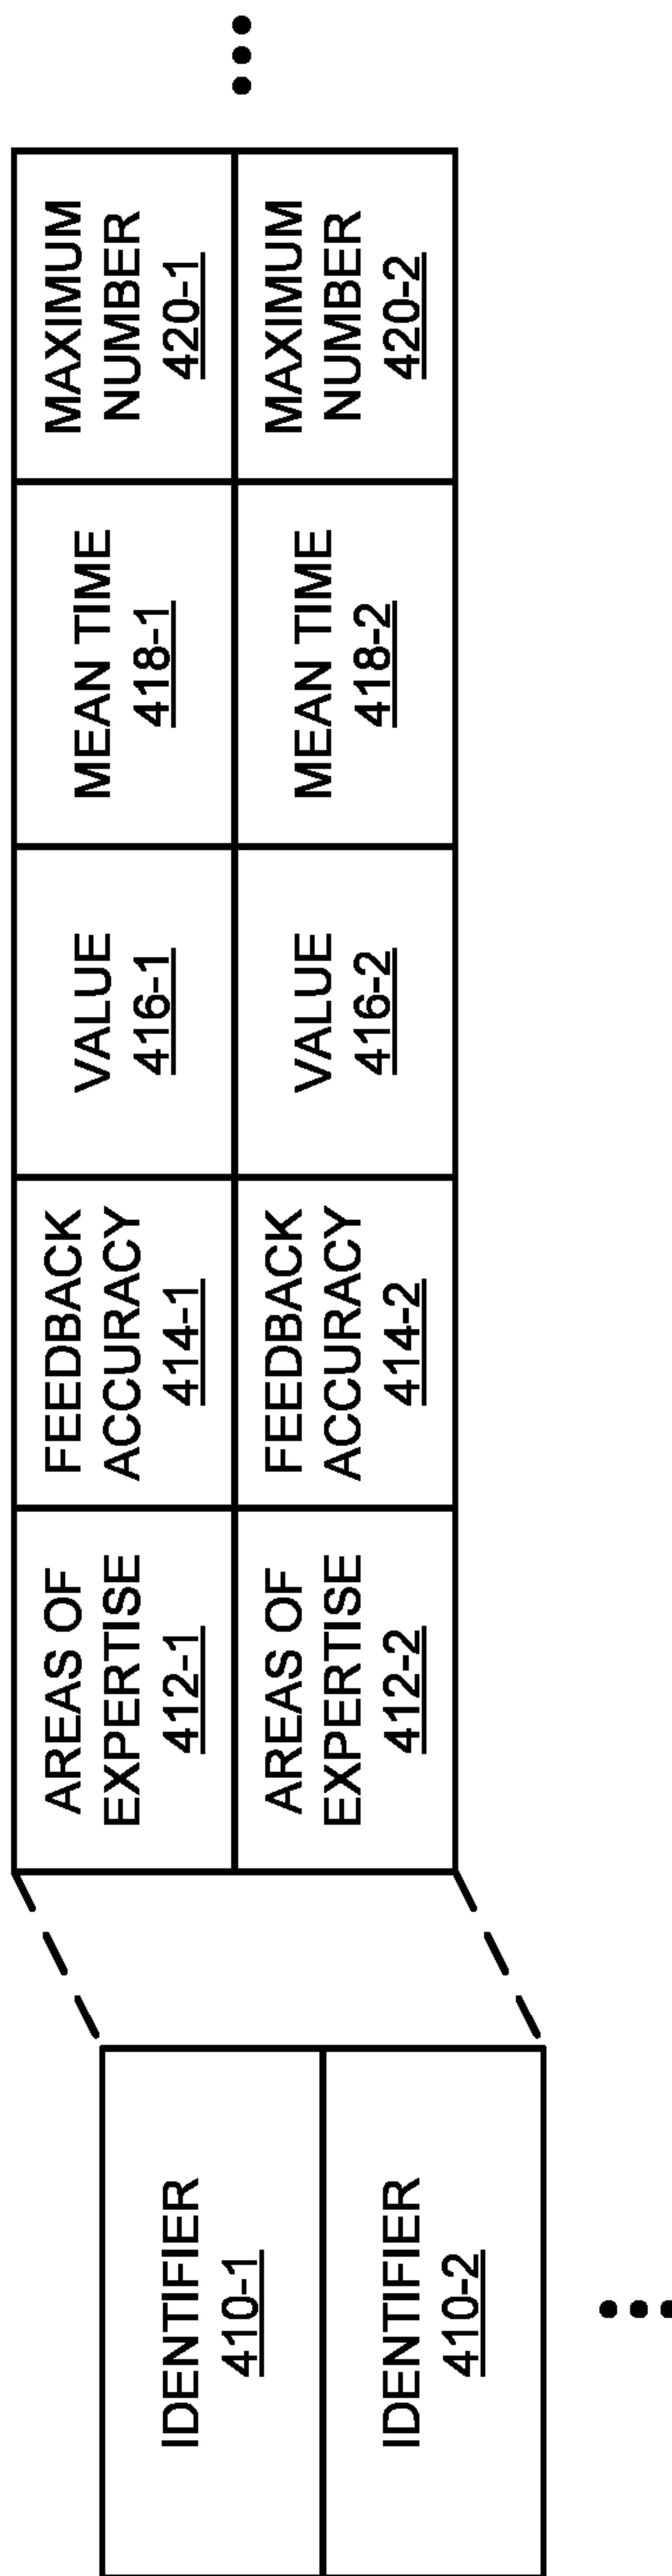 IDENTIFIER
410-1
IDENTIFIER
410-2
AREAS OF
EXPERTISE
412-1
FEEDBACK
ACCURACY
414-1
VALUE
416-1
MEAN TIME
418-1
MAXIMUM
NUMBER
420-1
AREAS OF
EXPERTISE
412-2
FEEDBACK
ACCURACY
414-2
VALUE
416-2
MEAN TIME
418-2
MAXIMUM
NUMBER
420-2